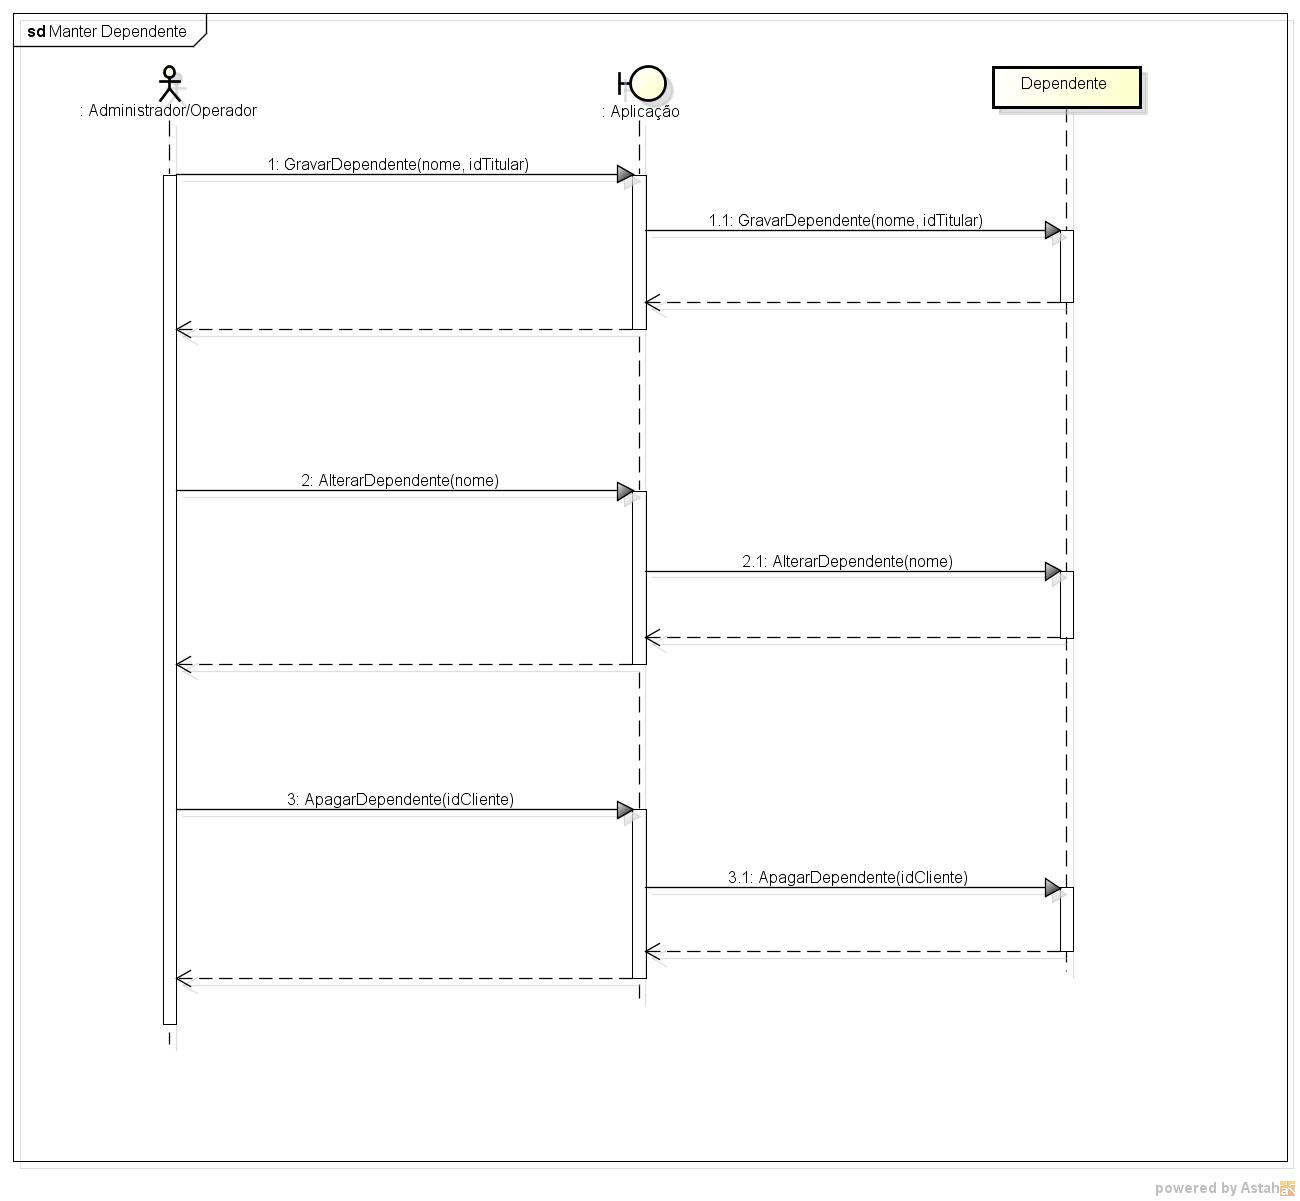 sd Manter Dependente
: Administrador/Operador
: Aplicação
Dependente
1: GravarDependente(nome, idTitular)
1.1: GravarDependente(nome, idTitular)
2: AlterarDependente(nome)
2.1: AlterarDependente(nome)
3: ApagarDependente(idCliente)
3.1: ApagarDependente(idCliente)
powered by Astah